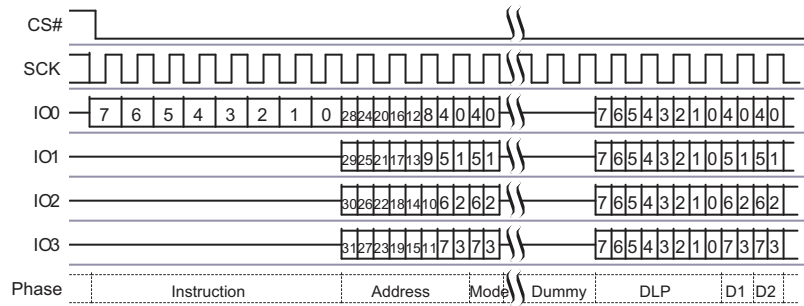 CS#
SCK
IO0 7 6 5 4 3 2 1 0 28 24 20 16 12 8 4 0 4 0 7 6 5 4 3 2 1 0 4 0 4 0
IO1 29 25 21 17 13 9 5 1 5 1 7 6 5 4 3 2 1 0 5 1 5 1
IO2 30 26 22 18 14 10 6 2 6 2 7 6 5 4 3 2 1 0 6 2 6 2
IO3 31 27 23 19 15 11 7 3 7 3 7 6 5 4 3 2 1 0 7 3 7 3
Phase Instruction Address Mode Dummy DLP D1 D2